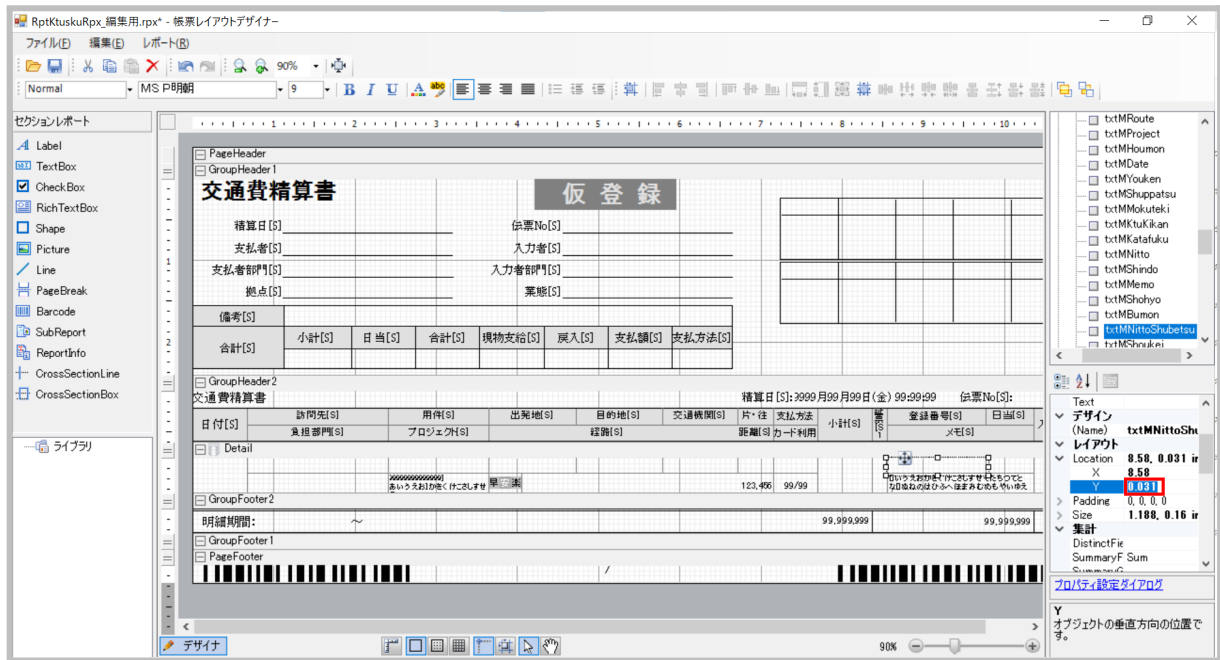 RptKtuskuRpx_編集用.rpx* - 帳票レイアウトデザイナー
ファイル(F) 編集(E) レポート(R)
90%
Normal MS P明朝 9 B I U
セクションレポート
Label
TextBox
CheckBox
RichTextBox
Shape
Picture
Line
PageBreak
Barcode
SubReport
ReportInfo
CrossSectionLine
CrossSectionBox
ライブラリ
1 2 3 4 5 6 7 8 9 10
PageHeader
GroupHeader1
交通費精算書 仮 登 録
精算日[S] 伝票No[S]
支払者[S] 入力者[S]
支払者部門[S] 入力者部門[S]
拠点[S] 業態[S]
備考[S]
合計[S] 小計[S] 日当[S] 合計[S] 現物支給[S] 戻入[S] 支払額[S] 支払方法[S]
GroupHeader2
交通費精算書 精算日[S]:9999月99月99日(金) 99:99:99 伝票No[S]:
日付[S] 訪問先[S] 用件[S] 出発地[S] 目的地[S] 交通機関[S] 片・往 支払方法 小計[S] 登録番号[S] 日当[S]
負担部門[S] プロジェクト[S] 経路[S] 距離[S] カード利用 メモ[S]
Detail
早 安 楽 123,456 99/99
GroupFooter2
明細期間: ～ 99,999,999 99,999,999
GroupFooter1
PageFooter
/
デザイナ
90%
txtMRoute
txtMProject
txtMHoumon
txtMDate
txtMYouken
txtMShuppatsu
txtMMokuteki
txtMKtuKikan
txtMKatafuku
txtMNitto
txtMShindo
txtMMemo
txtMShohyo
txtMBumon
txtMNittoShubetsu
txtMShoukei
Text
デザイン
(Name) txtMNittoShu
レイアウト
Location 8.58, 0.031 in
X 8.58
Y 0.031
Padding 0, 0, 0, 0
Size 1.188, 0.16 in
集計
DistinctFie
SummaryF Sum
プロパティ設定ダイアログ
Y
オブジェクトの垂直方向の位置で
す。